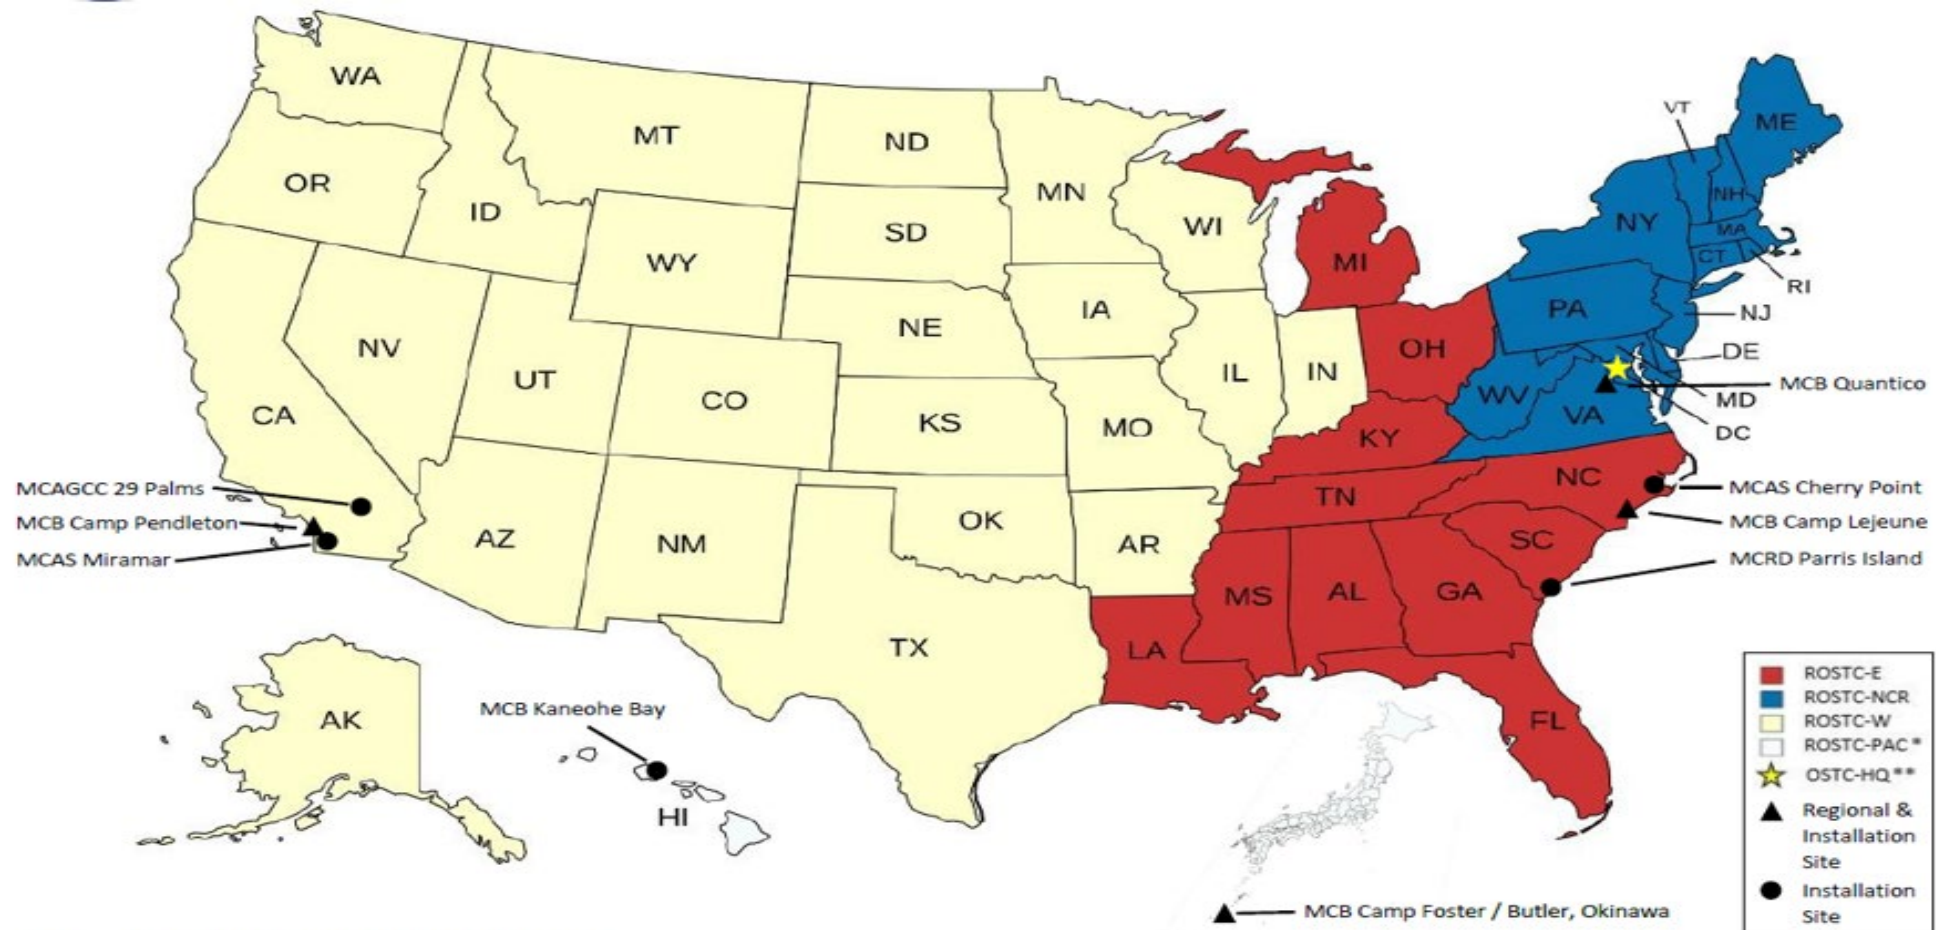 WA
MT
ND
MN
OR
ID
SD
WI
WY
MI
VT
ME
NH
NY
MA
CT
RI
IA
NE
PA
NJ
NV
UT
CO
IL
IN
OH
DE
CA
KS
MO
WV
VA
MCB Quantico
MD
DC
KY
MCAGCC 29 Palms
MCB Camp Pendleton
MCAS Miramar
TN
NC
MCAS Cherry Point
MCB Camp Lejeune
MCRD Parris Island
AZ
NM
OK
AR
SC
MS
AL
GA
TX
LA
FL
AK
MCB Kaneohe Bay
HI
ROSTC-E
ROSTC-NCR
ROSTC-W
ROSTC-PAC *
OSTC-HQ **
Regional &
Installation
Site
Installation
Site
MCB Camp Foster / Butler, Okinawa